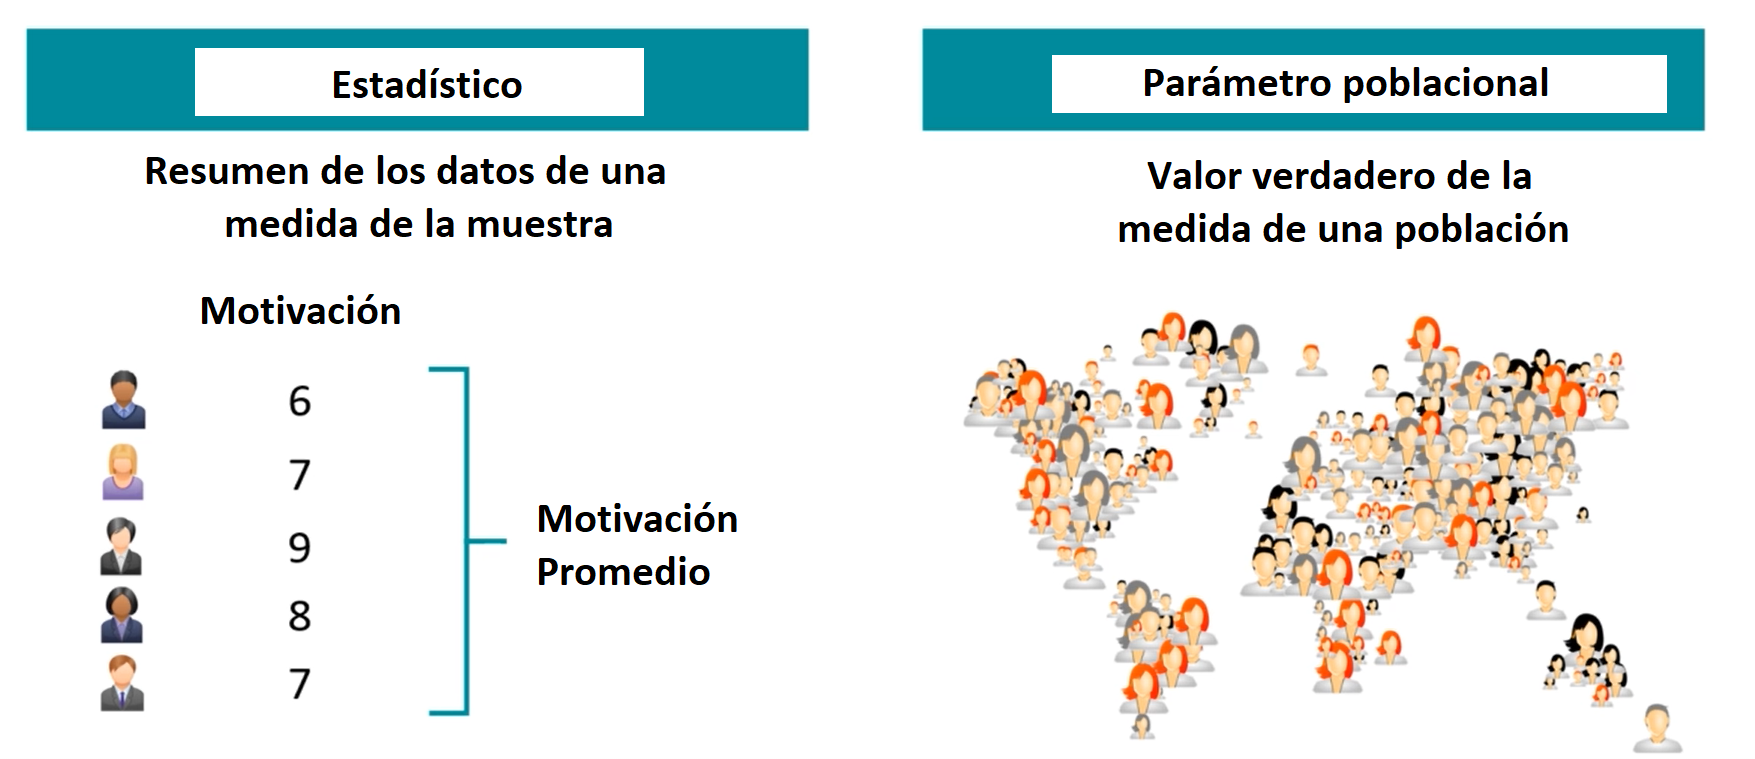 Estadístico
Resumen de los datos de una
medida de la muestra
Motivación
6
7
9
8
7
Motivación
Promedio
Parámetro poblacional
Valor verdadero de la
medida de una población